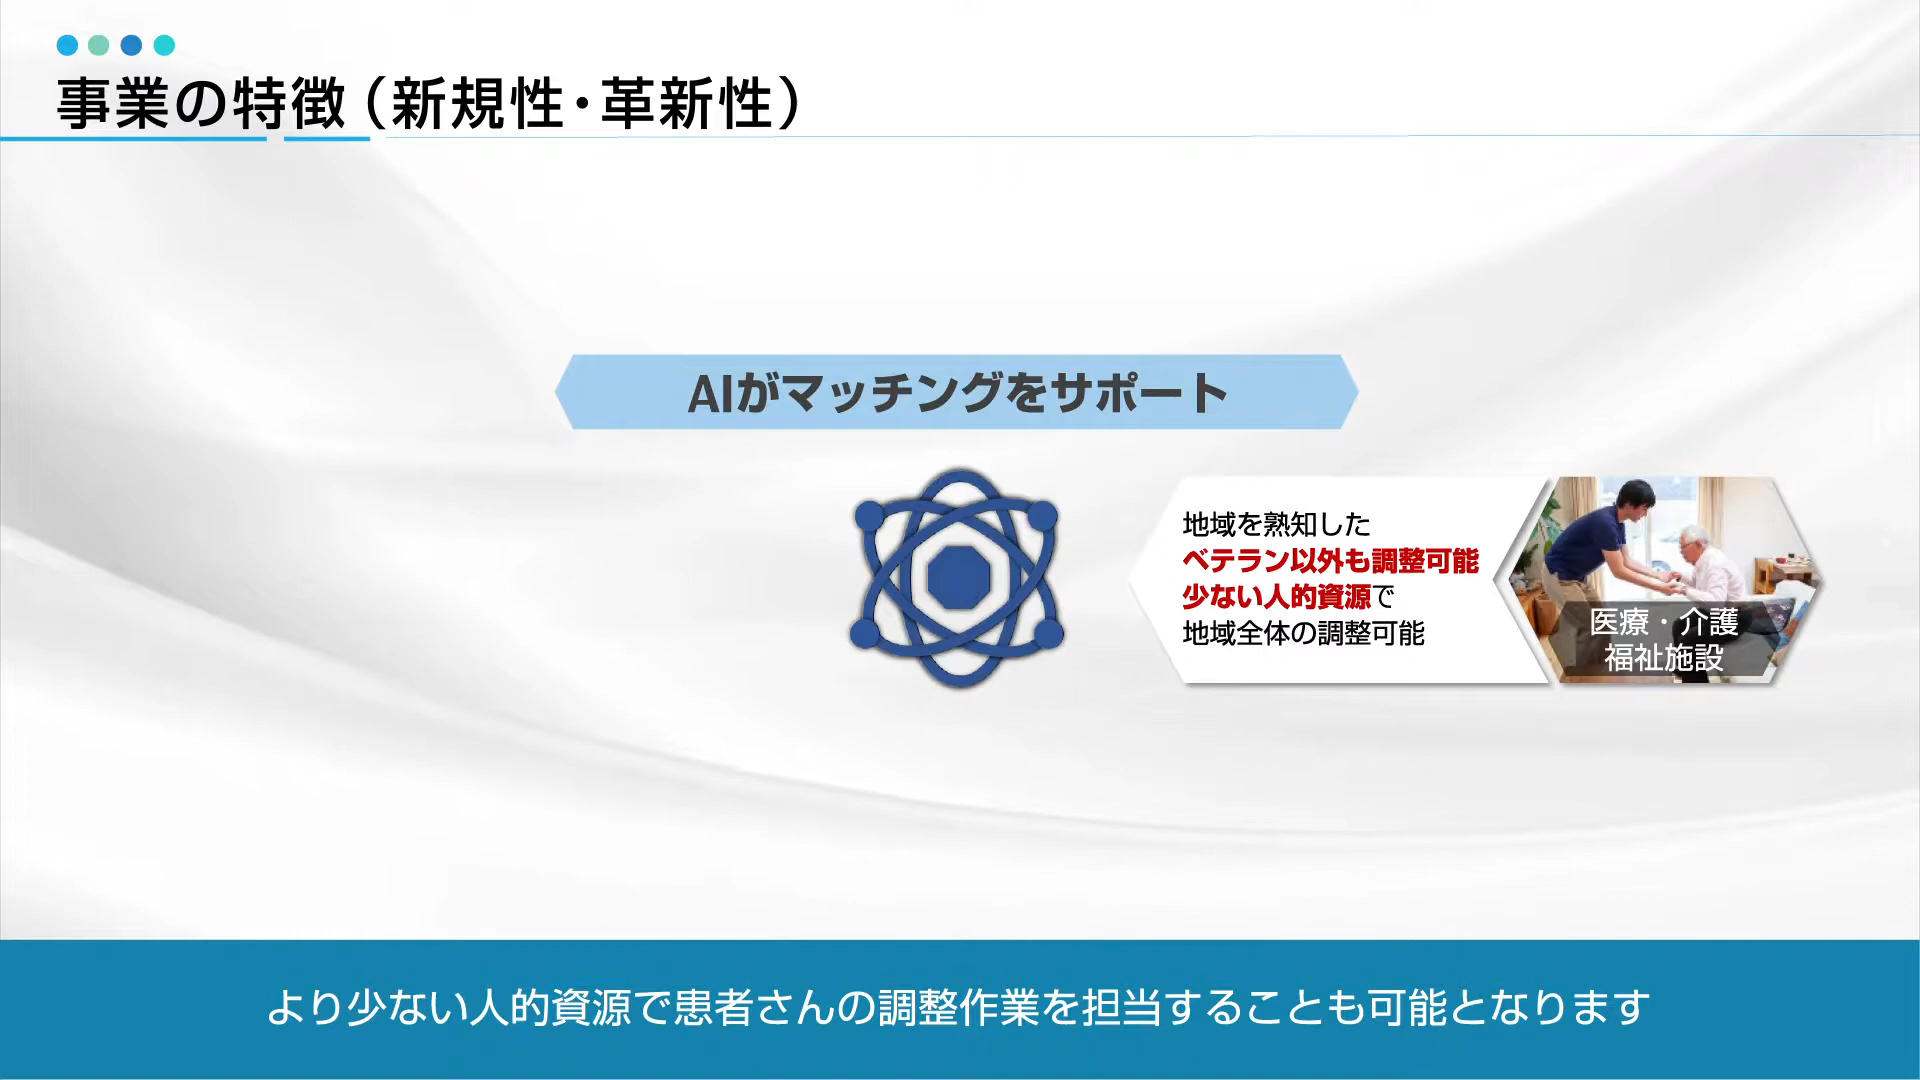 事業の特徴（新規性・革新性）
AIがマッチングをサポート
地域を熟知した
ベテラン以外も調整可能
少ない人的資源で
地域全体の調整可能
医療・介護
福祉施設
より少ない人的資源で患者さんの調整作業を担当することも可能となります